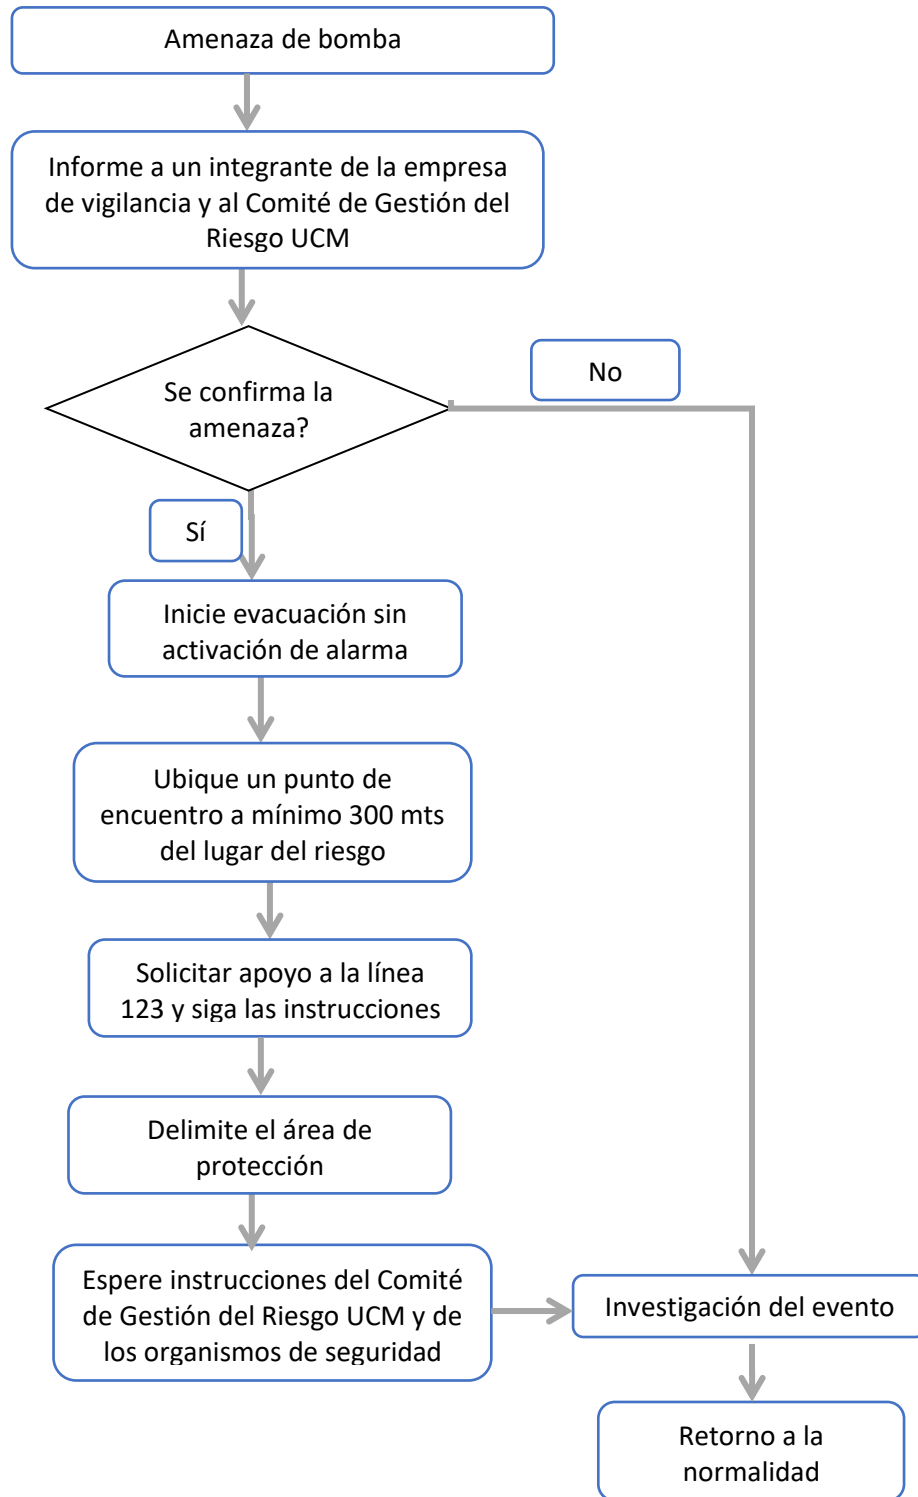 Amenaza de bomba
Informe a un integrante de la empresa
de vigilancia y al Comité de Gestión del
Riesgo UCM
Se confirma la
amenaza?
No
Sí
Inicie evacuación sin
activación de alarma
Ubique un punto de
encuentro a mínimo 300 mts
del lugar del riesgo
Solicitar apoyo a la línea
123 y siga las instrucciones
Delimite el área de
protección
Espere instrucciones del Comité
de Gestión del Riesgo UCM y de
los organismos de seguridad
Investigación del evento
Retorno a la
normalidad